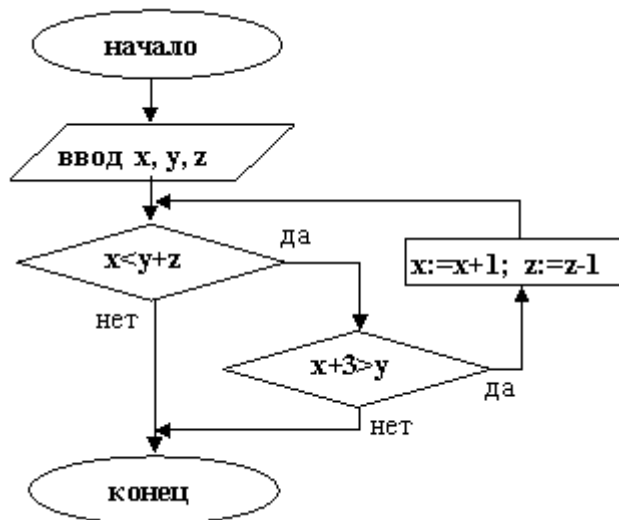 начало
ввод x, y, z
x<y+z
да
x:=x+1; z:=z-1
нет
x+3>y
да
нет
конец